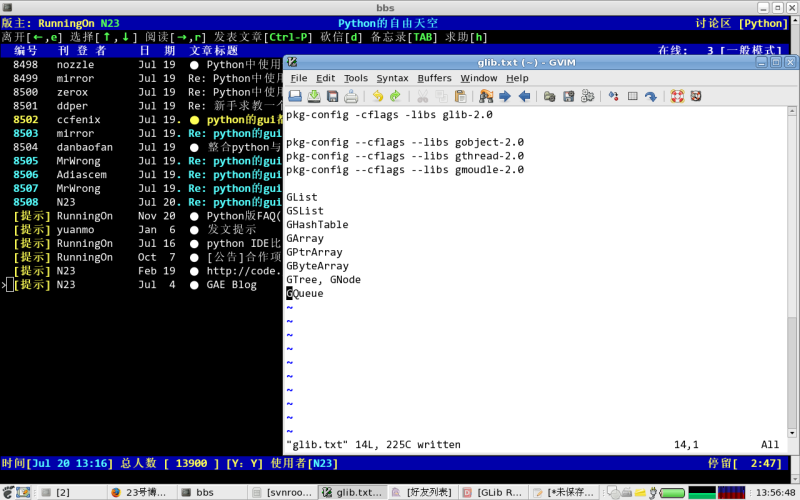 bbs
版主: RunningOn N23 Python的自由天空 讨论区 [Python]
离开[←,e] 选择[↑,↓] 阅读[→,r] 发表文章[Ctrl-P] 砍信[d] 备忘录[TAB] 求助[h]
编号 刊 登 者 日 期 文章标题 在线: 3 [一般模式]
8498 nozzle Jul 19 ● Python中使用
8499 mirror Jul 19 Re: Python中使用
8500 zerox Jul 19 Re: Python中使用
8501 ddper Jul 19 Re: 新手求教一个
8502 ccfenix Jul 19. ● python的gui
8503 mirror Jul 19. Re: python的gui
8504 danbaofan Jul 19 ● 整合python与
8505 MrWrong Jul 19. Re: python的gui
8506 Adiascem Jul 19. Re: python的gui
8507 MrWrong Jul 19. Re: python的gui
8508 N23 Jul 20. Re: python的gui
[提示] RunningOn Nov 20 ● Python版FAQ(
[提示] yuanmo Jan 6 ● 发文提示
[提示] RunningOn Jul 16 ● python IDE比
[提示] RunningOn Oct 7 ● [公告]合作项
[提示] N23 Feb 19 ● http://code.
>[提示] N23 Jul 4 ● GAE Blog
时间[Jul 20 13:16] 总人数 [ 13900 ] [Y: Y] 使用者[N23] 停留[ 2:47]
glib.txt (~) - GVIM
File Edit Tools Syntax Buffers Window Help
pkg-config -cflags -libs glib-2.0
pkg-config --cflags --libs gobject-2.0
pkg-config --cflags --libs gthread-2.0
pkg-config --cflags --libs gmoudle-2.0
GList
GSList
GHashTable
GArray
GPtrArray
GByteArray
GTree, GNode
GQueue
~
~
~
~
~
~
~
~
~
~
"glib.txt" 14L, 225C written 14,1 All
[2] 23号博... bbs [svnroo... glib.txt... [好友列表] [GLib R... [*未保存... 13:56:48